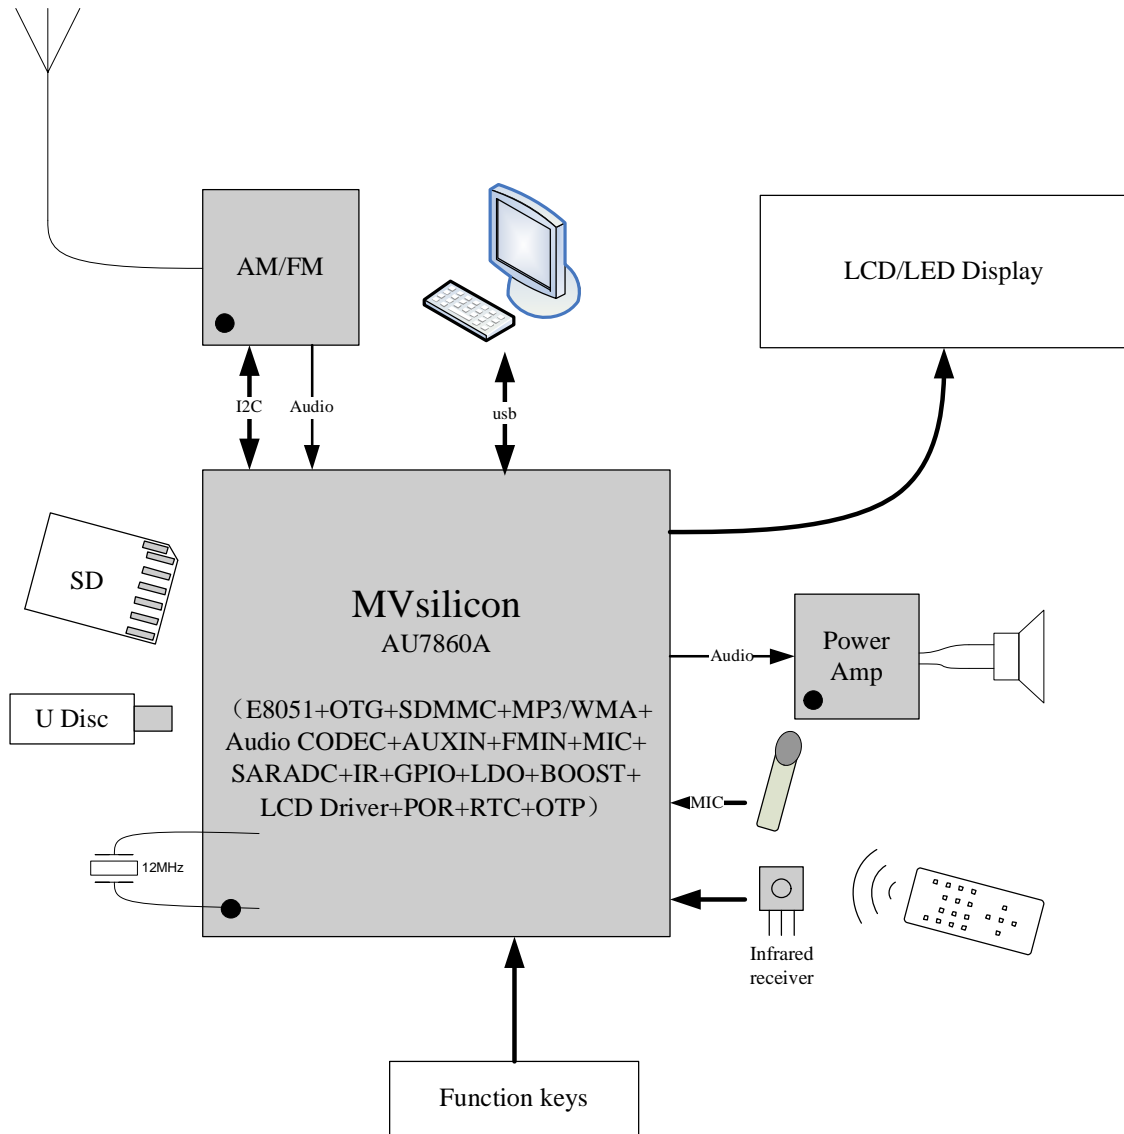 AM/FM
LCD/LED Display
I2C
Audio
usb
SD
MVsilicon
AU7860A
Power
Amp
Audio
U Disc
（E8051+OTG+SDMMC+MP3/WMA+
Audio CODEC+AUXIN+FMIN+MIC+
SARADC+IR+GPIO+LDO+BOOST+
LCD Driver+POR+RTC+OTP）
MIC
12MHz
Infrared
receiver
Function keys